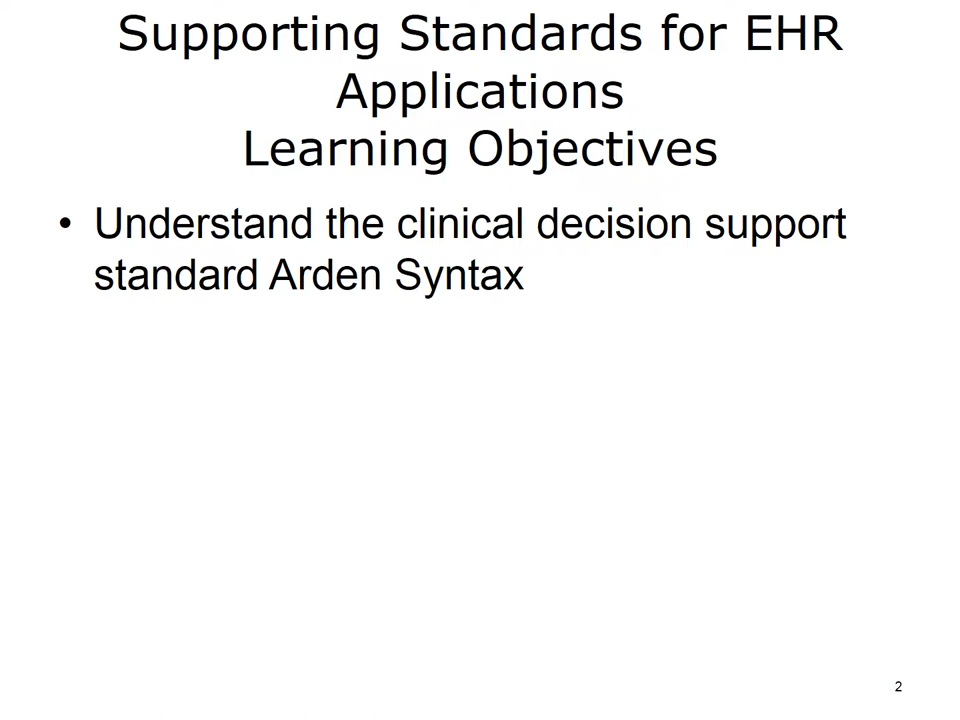 Supporting Standards for EHR
Applications
Learning Objectives
• Understand the clinical decision support
standard Arden Syntax
2